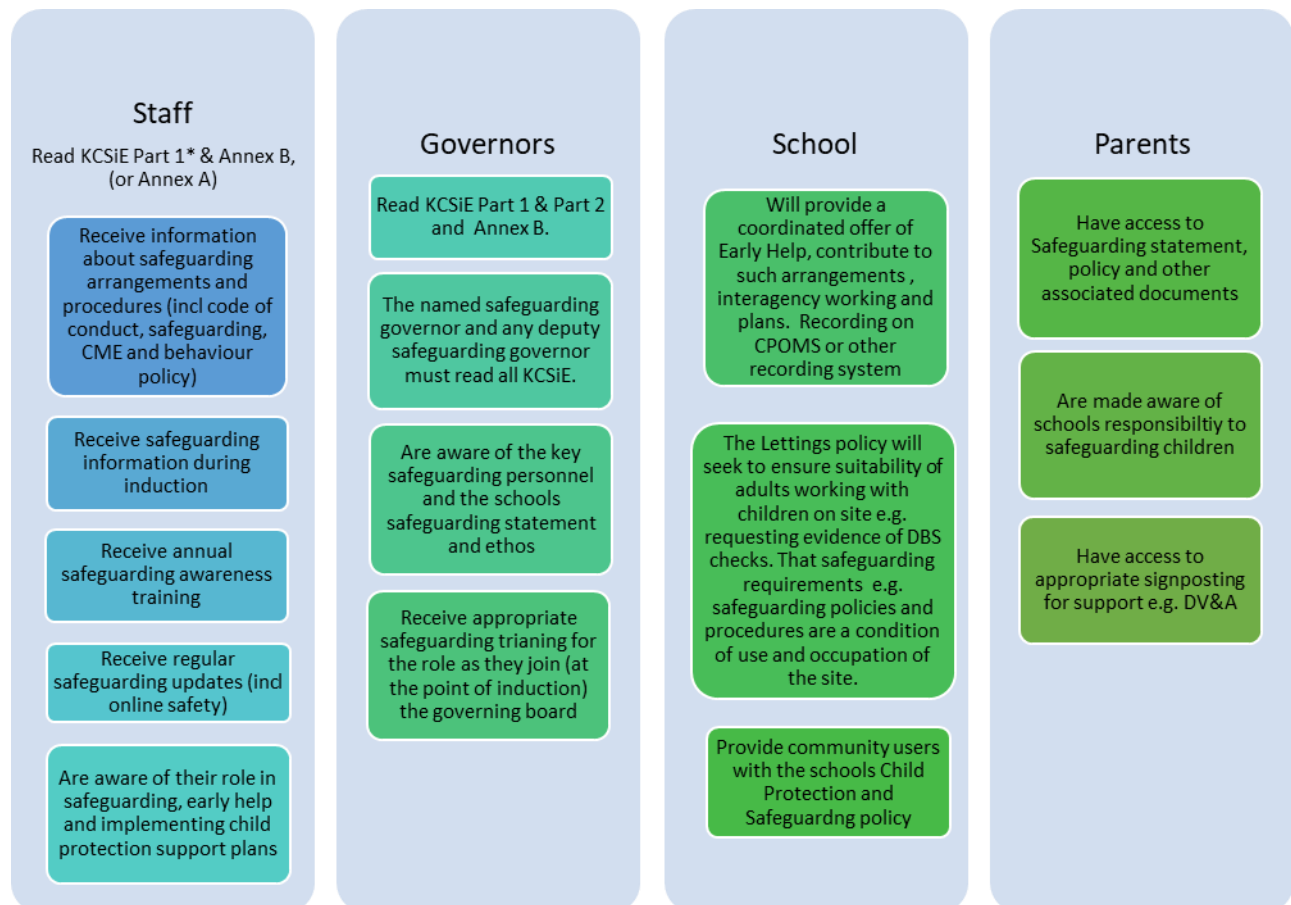 Staff
Read KCSiE Part 1* & Annex B,
(or Annex A)
Receive information
about safeguarding
arrangements and
procedures (incl code of
conduct, safeguarding,
CME and behaviour
policy)
Receive safeguarding
information during
induction
Receive annual
safeguarding awareness
training
Receive regular
safeguarding updates (incl
online safety)
Are aware of their role in
safeguarding, early help
and implementing child
protection support plans
Governors
Read KCSiE Part 1 & Part 2
and Annex B.
The named safeguarding
governor and any deputy
safeguarding governor
must read all KCSiE.
Are aware of the key
safeguarding personnel
and the schools
safeguarding statement
and ethos
Receive appropriate
safeguarding trianing for
the role as they join (at
the point of induction)
the governing board
School
Will provide a
coordinated offer of
Early Help, contribute to
such arrangements ,
interagency working and
plans. Recording on
CPOMS or other
recording system
The Lettings policy will
seek to ensure suitability of
adults working with
children on site e.g.
requesting evidence of DBS
checks. That safeguarding
requirements e.g.
safeguarding policies and
procedures are a condition
of use and occupation of
the site.
Provide community users
with the schools Child
Protection and
Safeguardng policy
Parents
Have access to
Safeguarding statement,
policy and other
associated documents
Are made aware of
schools responsibiltiy to
safeguarding children
Have access to
appropriate signposting
for support e.g. DV&A